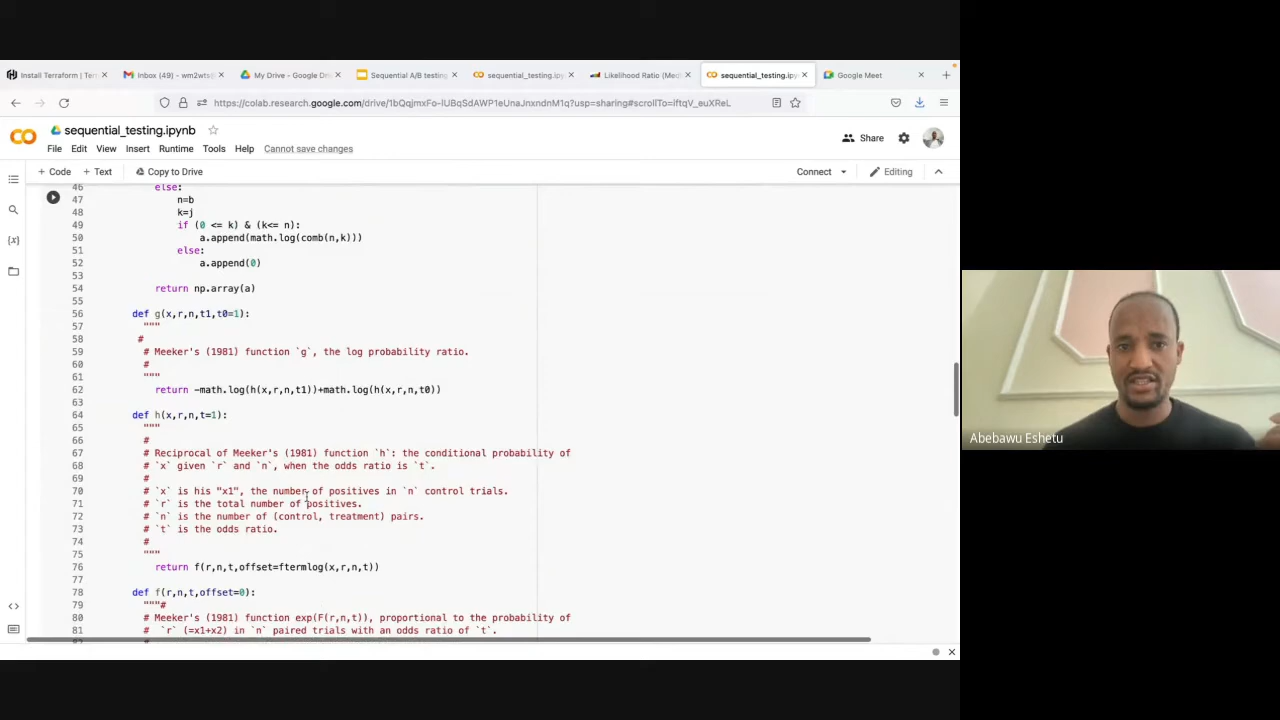 Install Terraform | Terr
Inbox (49) - wm2wts@
My Drive - Google Driv
Sequential A/B testing
sequential_testing.ipy
Likelihood Ratio (Med
sequential_testing.ipy
Google Meet
https://colab.research.google.com/drive/1bQqjmxFo-IUBqSdAWP1eUnaJnxndnM1q?usp=sharing#scrollTo=iftqV_euXReL
sequential_testing.ipynb
Share
File Edit View Insert Runtime Tools Help Cannot save changes
+ Code + Text Copy to Drive Connect Editing
46 else:
47 n=b
48 k=j
49 if (0 <= k) & (k<= n):
50 a.append(math.log(comb(n,k)))
51 else:
52 a.append(0)
53
54 return np.array(a)
55
56 def g(x,r,n,t1,t0=1):
57 """
58 #
59 # Meeker's (1981) function `g`, the log probability ratio.
60 #
61 """
62 return -math.log(h(x,r,n,t1))+math.log(h(x,r,n,t0))
63
64 def h(x,r,n,t=1):
65 """
66 #
67 # Reciprocal of Meeker's (1981) function `h`: the conditional probability of
68 # `x` given `r` and `n`, when the odds ratio is `t`.
69 #
70 # `x` is his "x1", the number of positives in `n` control trials.
71 # `r` is the total number of positives.
72 # `n` is the number of (control, treatment) pairs.
73 # `t` is the odds ratio.
74 #
75 """
76 return f(r,n,t,offset=ftermlog(x,r,n,t))
77
78 def f(r,n,t,offset=0):
79 """#
80 # Meeker's (1981) function exp(F(r,n,t)), proportional to the probability of
81 # `r` (=x1+x2) in `n` paired trials with an odds ratio of `t`.
Abebawu Eshetu